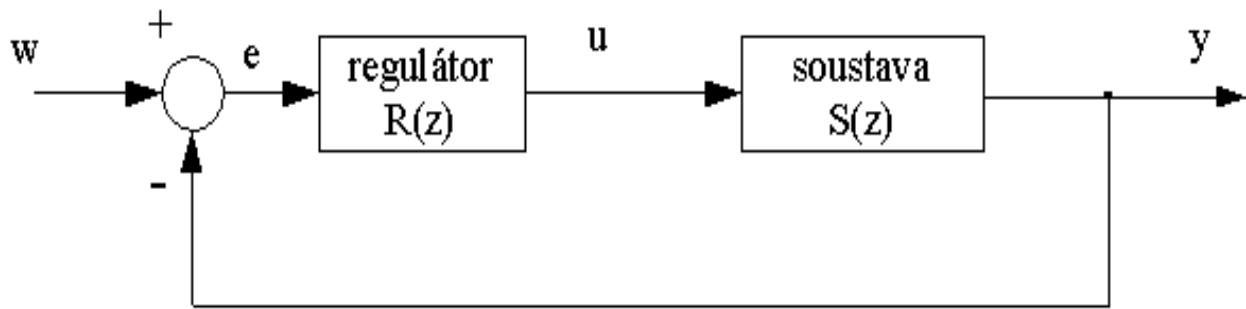 +
w
e
regulátor
R(z)
u
soustava
S(z)
y
-